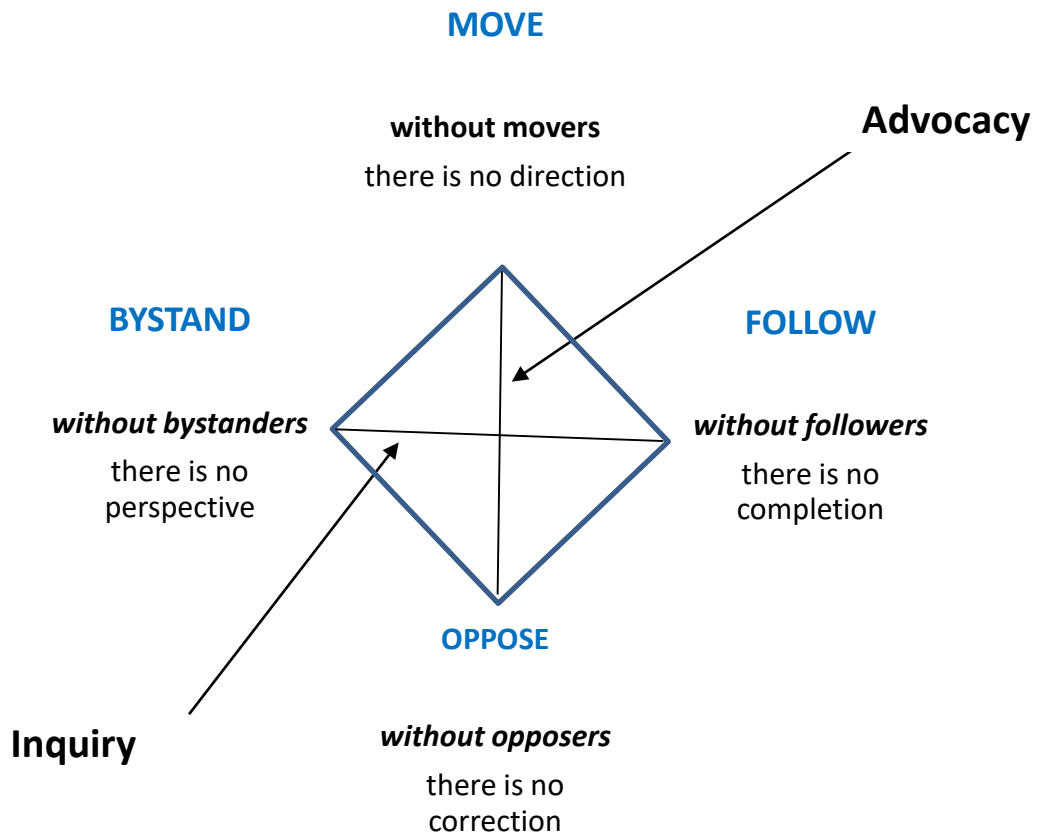 MOVE
Advocacy
without movers
there is no direction
BYSTAND
FOLLOW
without bystanders
there is no
perspective
without followers
there is no
completion
OPPOSE
Inquiry
without opposers
there is no
correction